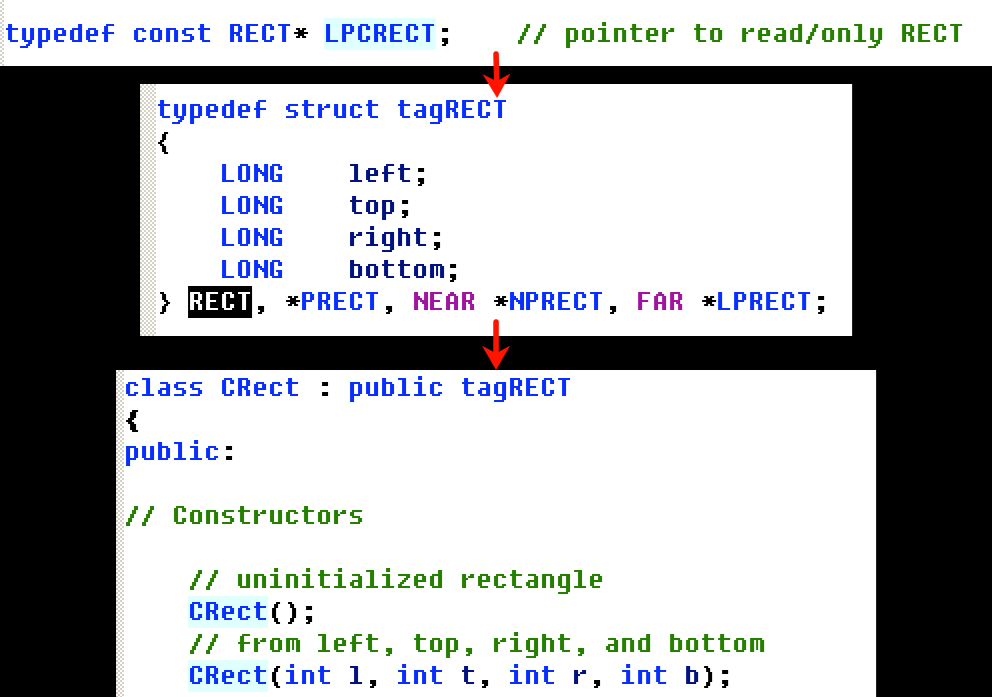 typedef const RECT* LPCRECT;    // pointer to read/only RECT
typedef struct tagRECT
{
    LONG    left;
    LONG    top;
    LONG    right;
    LONG    bottom;
} RECT, *PRECT, NEAR *NPRECT, FAR *LPRECT;
class CRect : public tagRECT
{
public:
// Constructors
    // uninitialized rectangle
    CRect();
    // from left, top, right, and bottom
    CRect(int l, int t, int r, int b);